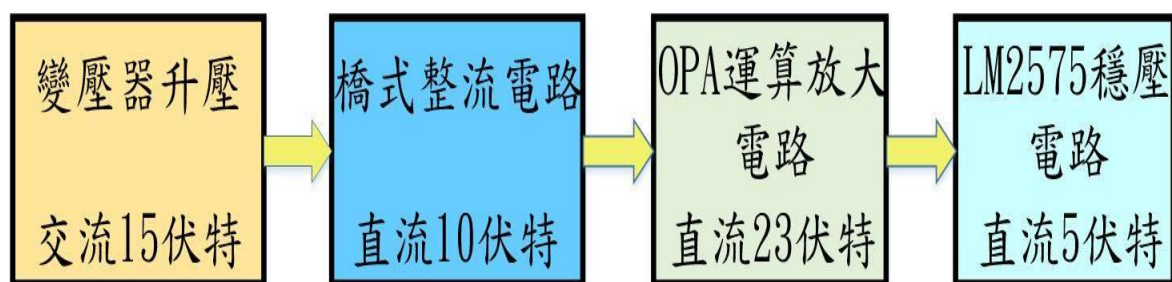 變壓器升壓
交流15伏特
橋式整流電路
直流10伏特
OPA運算放大
電路
直流23伏特
LM2575穩壓
電路
直流5伏特